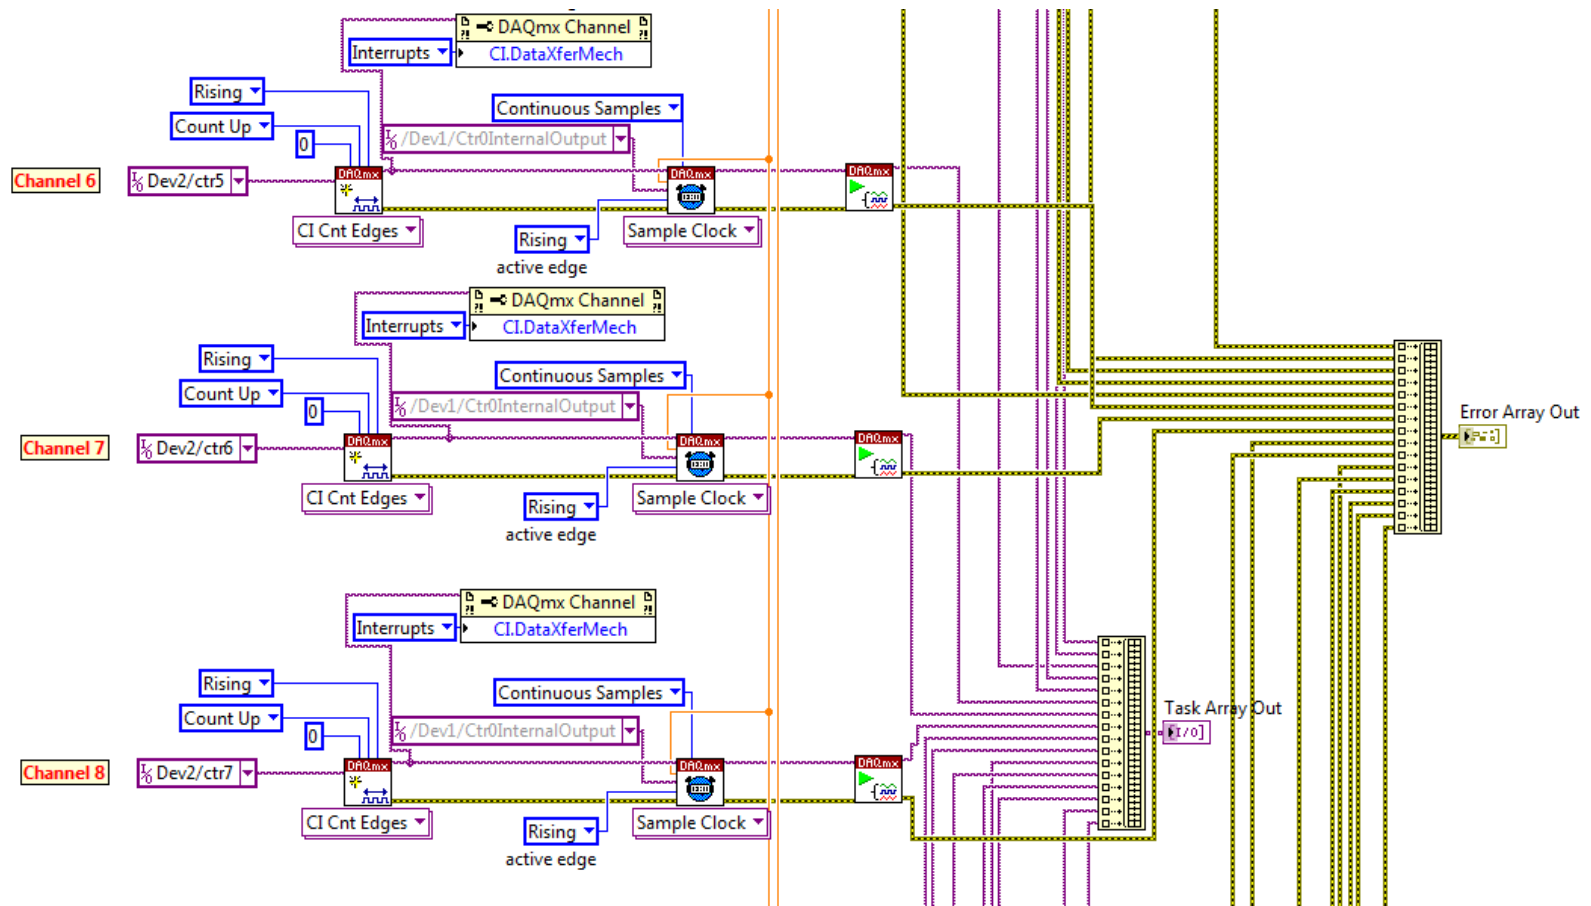 DAQmx Channel
Interrupts
CI.DataXferMech
Rising
Continuous Samples
Count Up
/Dev1/Ctr0InternalOutput
0
DAQmx
DAQmx
DAQmx
Channel 6
Dev2/ctr5
CI Cnt Edges
Sample Clock
Rising
active edge
DAQmx Channel
Interrupts
CI.DataXferMech
Rising
Continuous Samples
Count Up
/Dev1/Ctr0InternalOutput
0
Error Array Out
DAQmx
DAQmx
DAQmx
Channel 7
Dev2/ctr6
CI Cnt Edges
Sample Clock
Rising
active edge
DAQmx Channel
Interrupts
CI.DataXferMech
Rising
Continuous Samples
Count Up
/Dev1/Ctr0InternalOutput
0
Task Array Out
I/O
DAQmx
DAQmx
DAQmx
Channel 8
Dev2/ctr7
CI Cnt Edges
Sample Clock
Rising
active edge